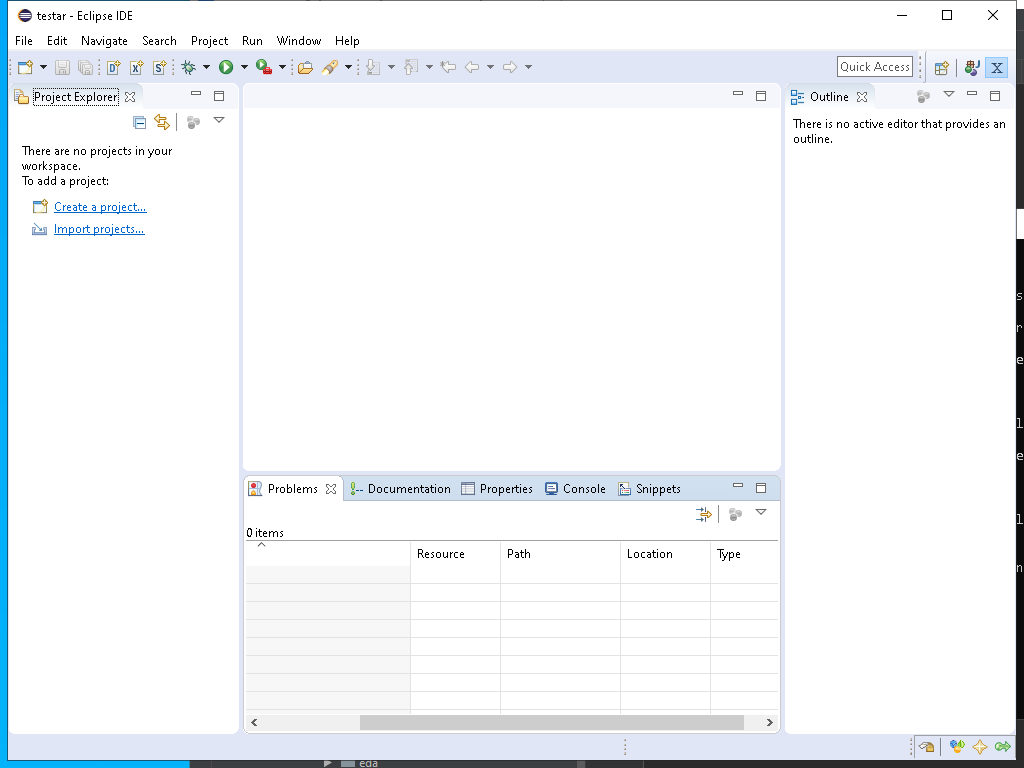 testar - Eclipse IDE
File Edit Navigate Search Project Run Window Help
Quick Access
Project Explorer
Outline
There are no projects in your
workspace.
To add a project:
Create a project...
Import projects...
There is no active editor that provides an
outline.
Problems Documentation Properties Console Snippets
0 items
Resource Path Location Type
eda